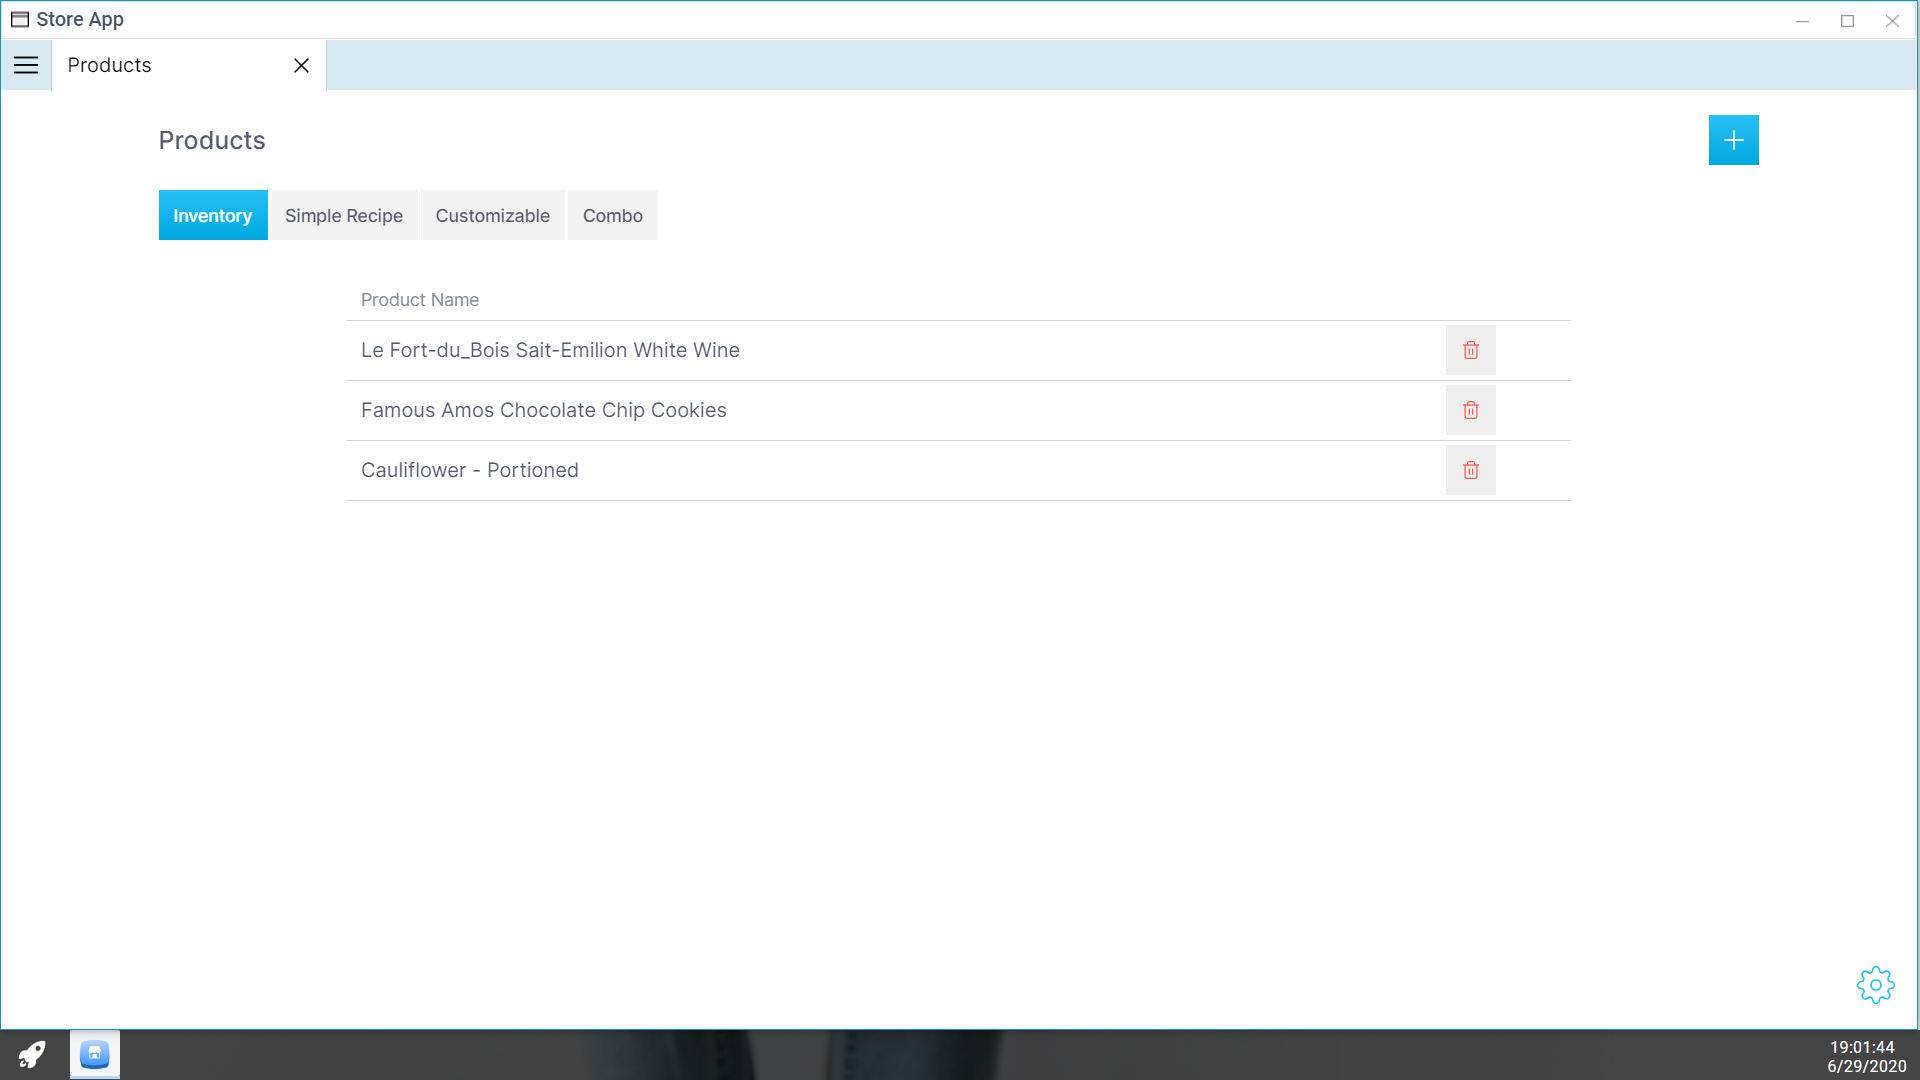 Store App
Products
Products
Inventory
Simple Recipe
Customizable
Combo
Product Name
Le Fort-du_Bois Sait-Emilion White Wine
Famous Amos Chocolate Chip Cookies
Cauliflower - Portioned
19:01:44
6/29/2020